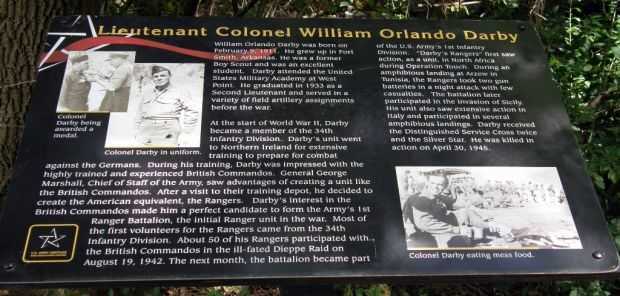 Lieutenant Colonel William Orlando Darby
William Orlando Darby was born on
February 9, 1911. He grew up in Fort
Smith, Arkansas. He was a former
Boy Scout and was an excellent
student. Darby attended the United
States Military Academy at West
Point. He graduated in 1933 as a
Second Lieutenant and served in a
variety of field artillery assignments
before the war.
At the start of World War II, Darby
became a member of the 34th
Infantry Division. Darby's unit went
to Northern Ireland for extensive
training to prepare for combat
against the Germans. During his training, Darby was impressed with the
highly trained and experienced British Commandos. General George
Marshall, Chief of Staff of the Army, saw advantages of creating a unit like
the British Commandos. After a visit to their training depot, he decided to
create the American equivalent, the Rangers. Darby's interest in the
British Commandos made him a perfect candidate to form the Army's 1st
Ranger Battalion, the initial Ranger unit in the war. Most of
the first volunteers for the Rangers came from the 34th
Infantry Division. About 50 of his Rangers participated with
the British Commandos in the ill-fated Dieppe Raid on
August 19, 1942. The next month, the battalion became part
of the U.S. Army's 1st Infantry
Division. "Darby's Rangers" first saw
action, as a unit, in North Africa
during Operation Torch. During an
amphibious landing at Arzew in
Tunisia, the Rangers took two gun
batteries in a night attack with few
casualties. The battalion later
participated in the invasion of Sicily.
His unit also saw extensive action in
Italy and participated in several
amphibious landings. Darby received
the Distinguished Service Cross twice
and the Silver Star. He was killed in
action on April 30, 1945.
Colonel Darby
being
awarded a
medal.
Colonel Darby in uniform.
Colonel Darby eating mess food.